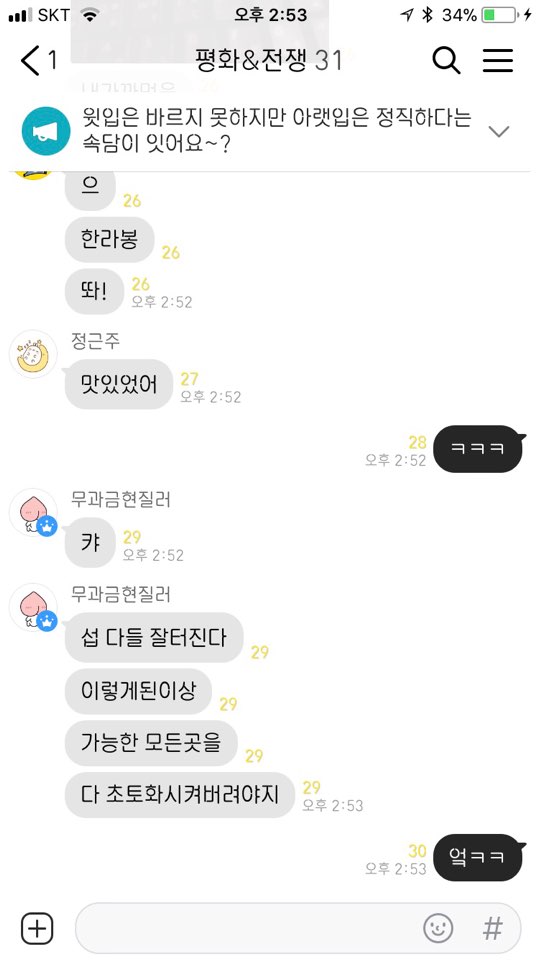 SKT 오후 2:53 34%
1 평화&전쟁 31
윗입은 바르지 못하지만 아랫입은 정직하다는
속담이 잇어요~?
으
26
한라봉
26
똬!
26
오후 2:52
정근주
맛있었어
27
오후 2:52
28
오후 2:52
ㅋㅋㅋ
무과금현질러
캬
29
오후 2:52
무과금현질러
섭 다들 잘터진다
29
이렇게된이상
29
가능한 모든곳을
29
다 초토화시켜버려야지
29
오후 2:53
30
오후 2:53
엌ㅋㅋ
#